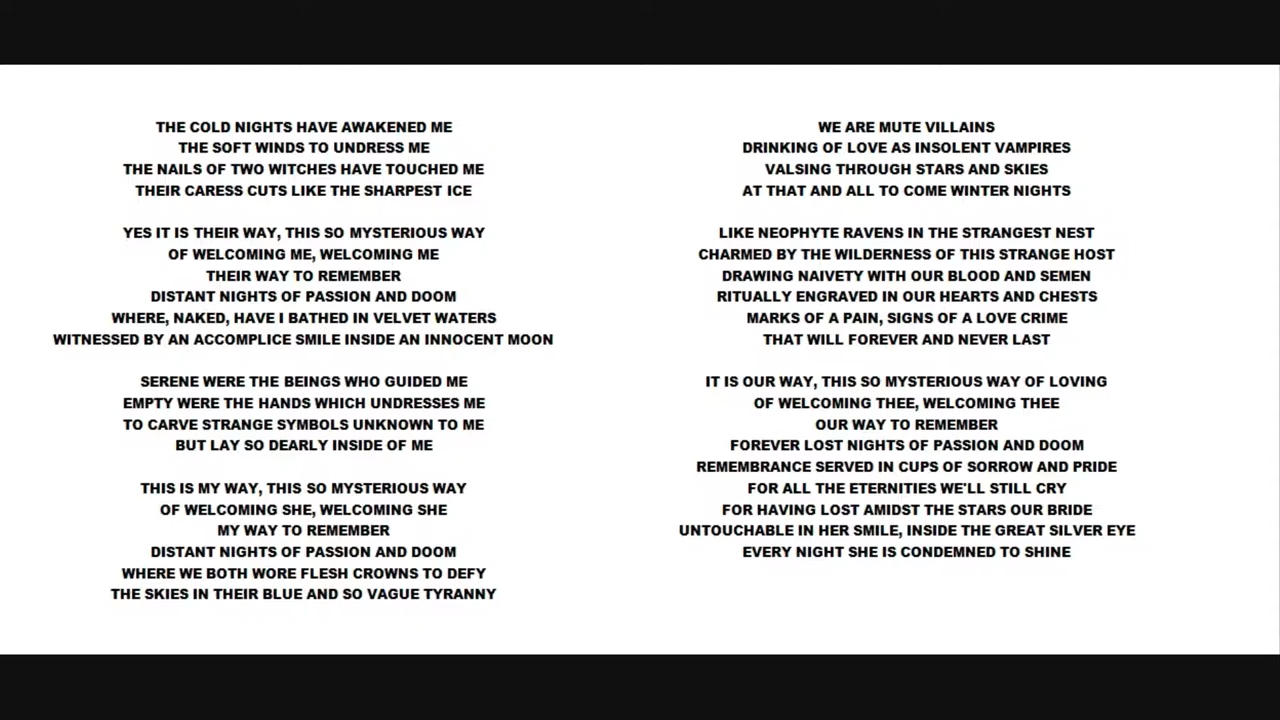 THE COLD NIGHTS HAVE AWAKENED ME
THE SOFT WINDS TO UNDRESS ME
THE NAILS OF TWO WITCHES HAVE TOUCHED ME
THEIR CARESS CUTS LIKE THE SHARPEST ICE
YES IT IS THEIR WAY, THIS SO MYSTERIOUS WAY
OF WELCOMING ME, WELCOMING ME
THEIR WAY TO REMEMBER
DISTANT NIGHTS OF PASSION AND DOOM
WHERE, NAKED, HAVE I BATHED IN VELVET WATERS
WITNESSED BY AN ACCOMPLICE SMILE INSIDE AN INNOCENT MOON
SERENE WERE THE BEINGS WHO GUIDED ME
EMPTY WERE THE HANDS WHICH UNDRESSES ME
TO CARVE STRANGE SYMBOLS UNKNOWN TO ME
BUT LAY SO DEARLY INSIDE OF ME
THIS IS MY WAY, THIS SO MYSTERIOUS WAY
OF WELCOMING SHE, WELCOMING SHE
MY WAY TO REMEMBER
DISTANT NIGHTS OF PASSION AND DOOM
WHERE WE BOTH WORE FLESH CROWNS TO DEFY
THE SKIES IN THEIR BLUE AND SO VAGUE TYRANNY
WE ARE MUTE VILLAINS
DRINKING OF LOVE AS INSOLENT VAMPIRES
VALSING THROUGH STARS AND SKIES
AT THAT AND ALL TO COME WINTER NIGHTS
LIKE NEOPHYTE RAVENS IN THE STRANGEST NEST
CHARMED BY THE WILDERNESS OF THIS STRANGE HOST
DRAWING NAIVETY WITH OUR BLOOD AND SEMEN
RITUALLY ENGRAVED IN OUR HEARTS AND CHESTS
MARKS OF A PAIN, SIGNS OF A LOVE CRIME
THAT WILL FOREVER AND NEVER LAST
IT IS OUR WAY, THIS SO MYSTERIOUS WAY OF LOVING
OF WELCOMING THEE, WELCOMING THEE
OUR WAY TO REMEMBER
FOREVER LOST NIGHTS OF PASSION AND DOOM
REMEMBRANCE SERVED IN CUPS OF SORROW AND PRIDE
FOR ALL THE ETERNITIES WE'LL STILL CRY
FOR HAVING LOST AMIDST THE STARS OUR BRIDE
UNTOUCHABLE IN HER SMILE, INSIDE THE GREAT SILVER EYE
EVERY NIGHT SHE IS CONDEMNED TO SHINE